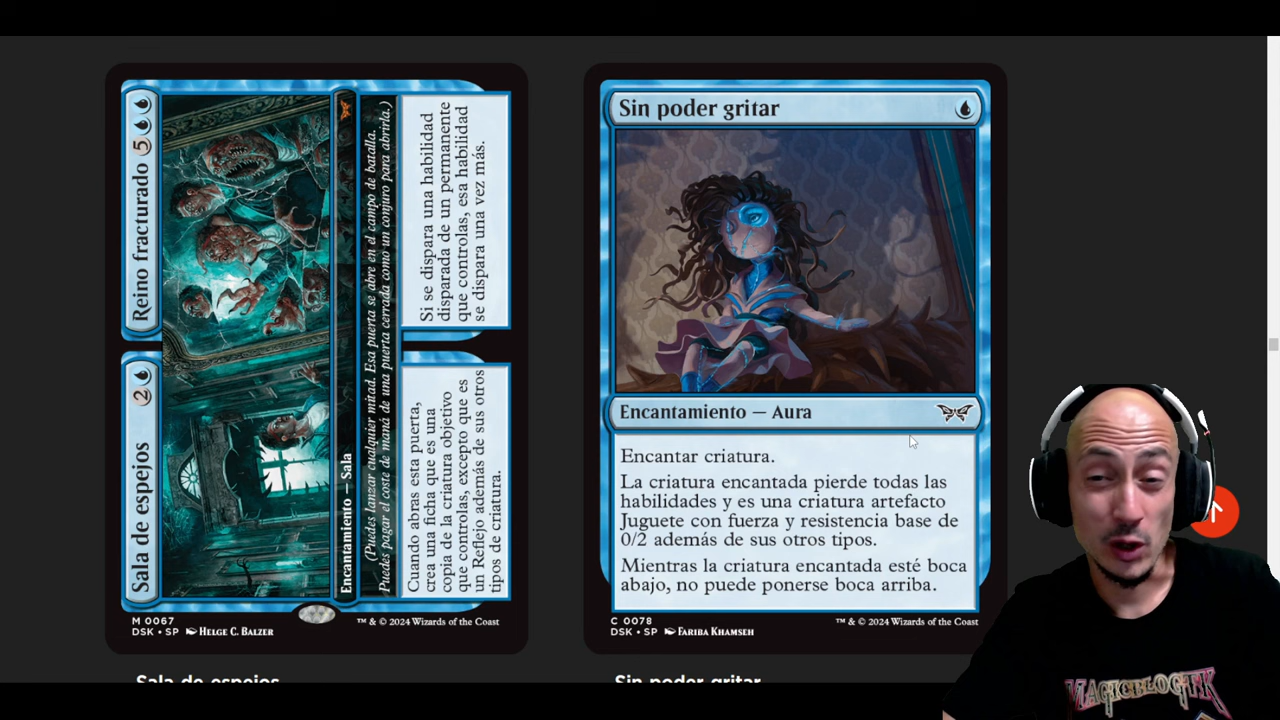 Sala de espejos 2
Reino fracturado 5
Encantamiento — Sala
(Puedes lanzar cualquier mitad. Esa puerta se abre en el campo de batalla.
Puedes pagar el coste de maná de una puerta cerrada como un conjuro para abrirla.)
Cuando abras esta puerta,
crea una ficha que es una
copia de la criatura objetivo
que controlas, excepto que es
un Reflejo además de sus otros
tipos de criatura.
Si se dispara una habilidad
disparada de un permanente
que controlas, esa habilidad
se dispara una vez más.
M 0067
DSK • SP HELGE C. BALZER
™ & © 2024 Wizards of the Coast
Sala de espejos
Sin poder gritar
Encantamiento — Aura
Encantar criatura.
La criatura encantada pierde todas las
habilidades y es una criatura artefacto
Juguete con fuerza y resistencia base de
0/2 además de sus otros tipos.
Mientras la criatura encantada esté boca
abajo, no puede ponerse boca arriba.
C 0078
DSK • SP FARIBA KHAMSEH
™ & © 2024 Wizards of the Coast
Sin poder gritar
MAGICBLOGTK